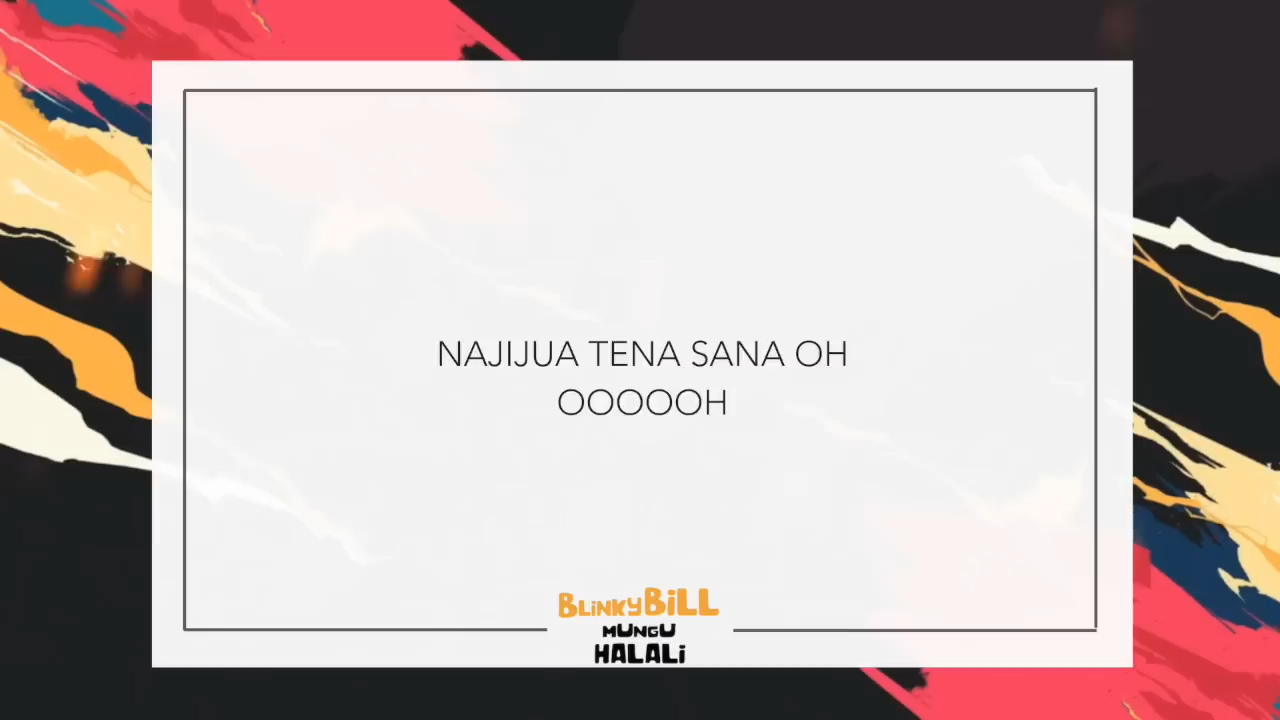 NAJIJUA TENA SANA OH
OOOOOH
BLiNKYBiLL
MUNGU
HALALi